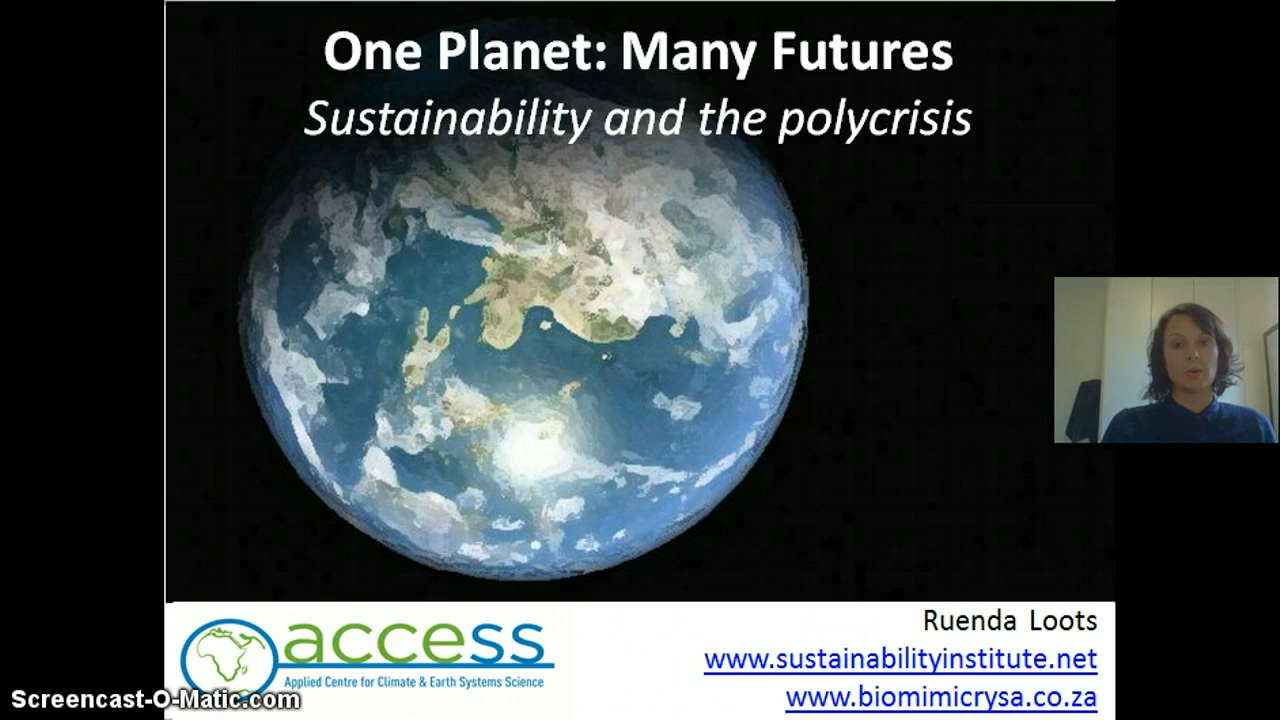 One Planet: Many Futures
Sustainability and the polycrisis
access
Applied Centre for Climate & Earth Systems Science
Ruenda Loots
www.sustainabilityinstitute.net
www.biomimicrysa.co.za
Screencast-O-Matic.com